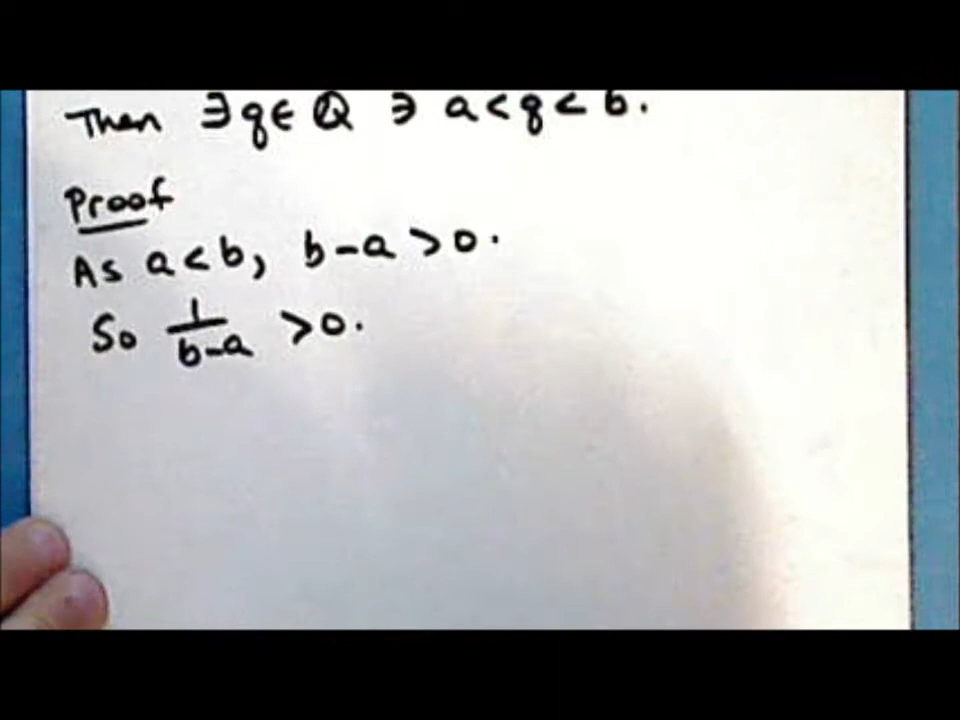 Then ∃q∈ℚ ∋ a<q<b.
Proof
As a<b, b-a>0.
So 1/(b-a) >0.